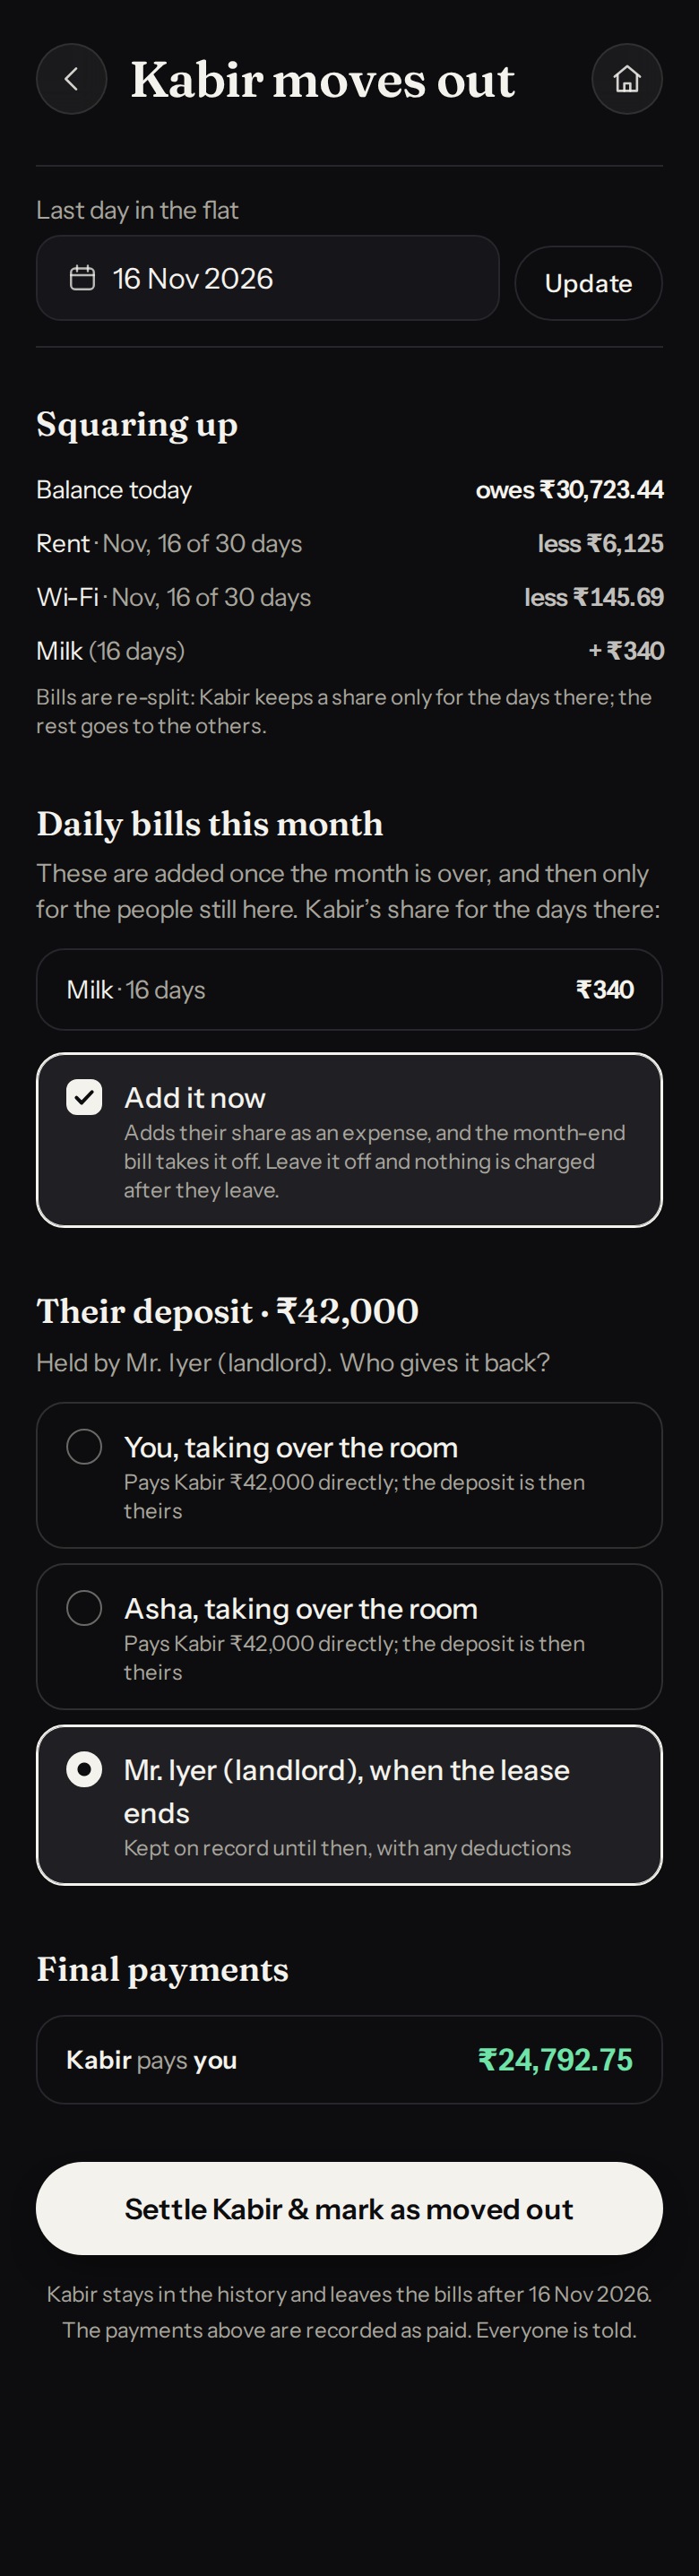 Kabir moves out
Last day in the flat
16 Nov 2026
Update
Squaring up
Balance today owes ₹30,723.44
Rent · Nov, 16 of 30 days less ₹6,125
Wi-Fi · Nov, 16 of 30 days less ₹145.69
Milk (16 days) + ₹340
Bills are re-split: Kabir keeps a share only for the days there; the
rest goes to the others.
Daily bills this month
These are added once the month is over, and then only
for the people still here. Kabir’s share for the days there:
Milk · 16 days ₹340
Add it now
Adds their share as an expense, and the month-end
bill takes it off. Leave it off and nothing is charged
after they leave.
Their deposit · ₹42,000
Held by Mr. Iyer (landlord). Who gives it back?
You, taking over the room
Pays Kabir ₹42,000 directly; the deposit is then
theirs
Asha, taking over the room
Pays Kabir ₹42,000 directly; the deposit is then
theirs
Mr. Iyer (landlord), when the lease
ends
Kept on record until then, with any deductions
Final payments
Kabir pays you ₹24,792.75
Settle Kabir & mark as moved out
Kabir stays in the history and leaves the bills after 16 Nov 2026.
The payments above are recorded as paid. Everyone is told.